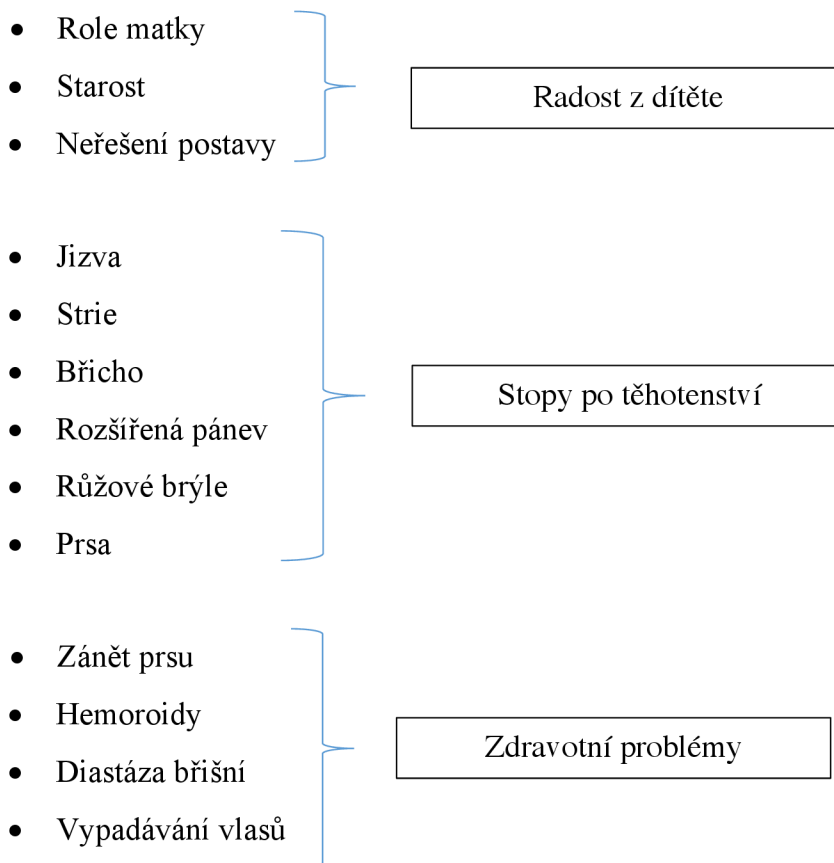 • Role matky
• Starost
• Neřešení postavy
Radost z dítěte
• Jizva
• Strie
• Břicho
• Rozšířená pánev
• Růžové brýle
• Prsa
Stopy po těhotenství
• Zánět prsu
• Hemoroidy
• Diastáza břišní
• Vypadávání vlasů
Zdravotní problémy